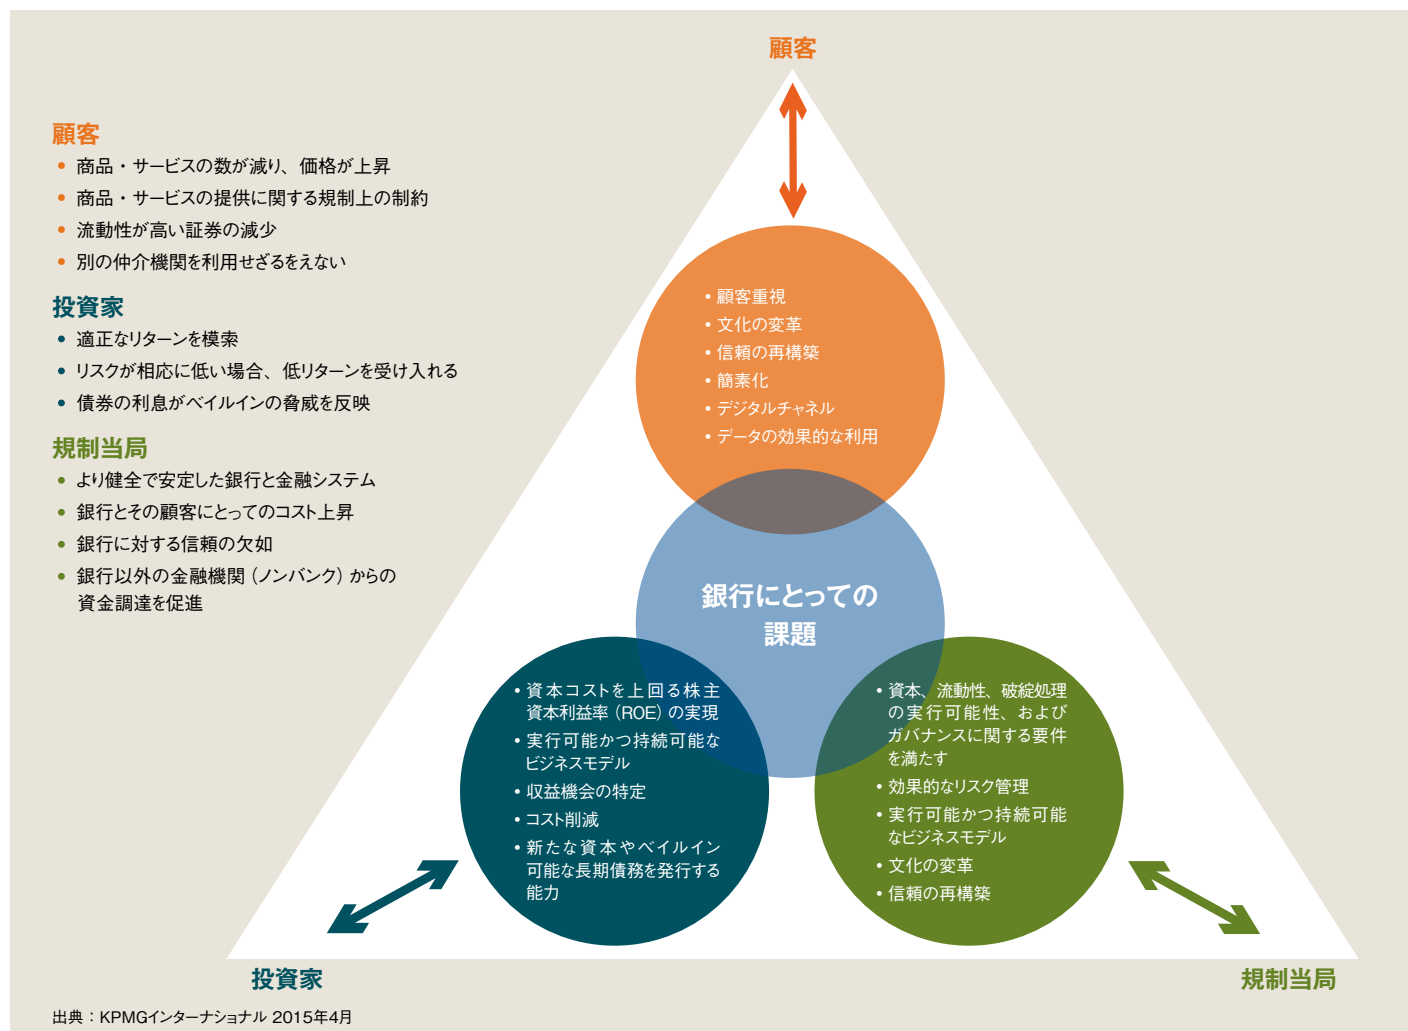 顧客
顧客
• 商品・サービスの数が減り、価格が上昇
• 商品・サービスの提供に関する規制上の制約
• 流動性が高い証券の減少
• 別の仲介機関を利用せざるをえない
投資家
• 適正なリターンを模索
• リスクが相応に低い場合、低リターンを受け入れる
• 債券の利息がベイルインの脅威を反映
規制当局
• より健全で安定した銀行と金融システム
• 銀行とその顧客にとってのコスト上昇
• 銀行に対する信頼の欠如
• 銀行以外の金融機関（ノンバンク）からの
資金調達を促進
• 顧客重視
• 文化の変革
• 信頼の再構築
• 簡素化
• デジタルチャネル
• データの効果的な利用
銀行にとっての
課題
• 資本コストを上回る株主
資本利益率（ROE）の実現
• 実行可能かつ持続可能な
ビジネスモデル
• 収益機会の特定
• コスト削減
• 新たな資本やベイルイン
可能な長期債務を発行する
能力
• 資本、流動性、破綻処理
の実行可能性、および
ガバナンスに関する要件
を満たす
• 効果的なリスク管理
• 実行可能かつ持続可能
なビジネスモデル
• 文化の変革
• 信頼の再構築
投資家
規制当局
出典：KPMGインターナショナル 2015年4月